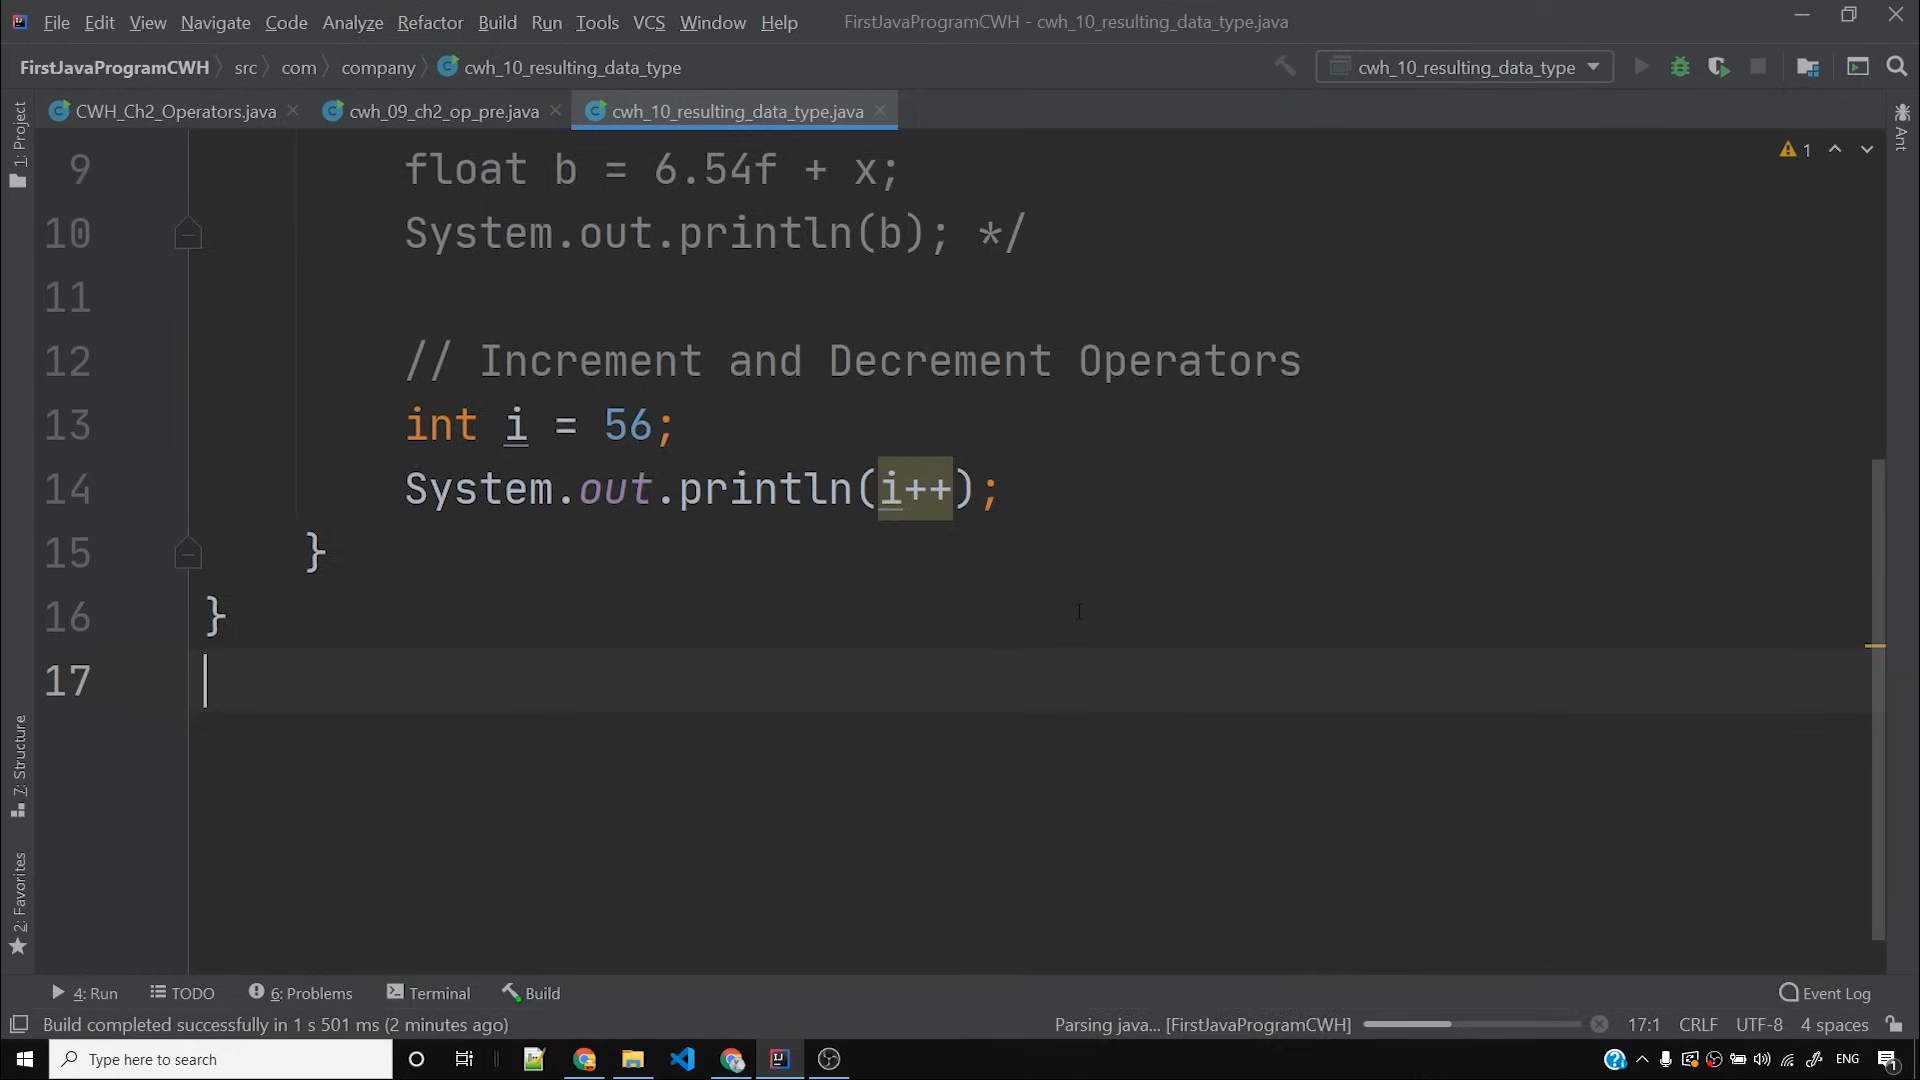 File Edit View Navigate Code Analyze Refactor Build Run Tools VCS Window Help FirstJavaProgramCWH - cwh_10_resulting_data_type.java
FirstJavaProgramCWH src com company cwh_10_resulting_data_type cwh_10_resulting_data_type
CWH_Ch2_Operators.java cwh_09_ch2_op_pre.java cwh_10_resulting_data_type.java
1: Project
Ant
1
9 float b = 6.54f + x;
10 System.out.println(b); */
11
12 // Increment and Decrement Operators
13 int i = 56;
14 System.out.println(i++);
15 }
16 }
17
7: Structure
2: Favorites
4: Run TODO 6: Problems Terminal Build Event Log
Build completed successfully in 1 s 501 ms (2 minutes ago) Parsing java... [FirstJavaProgramCWH] 17:1 CRLF UTF-8 4 spaces
Type here to search ENG 1